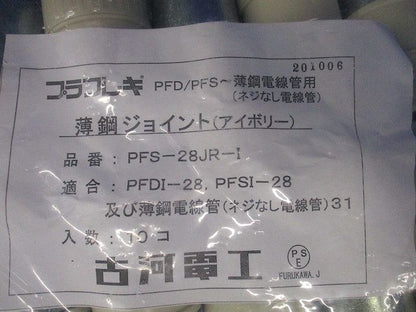 201006
プラフレキ PFD/PFS～薄鋼電線管用
(ネジなし電線管)
薄鋼ジョイント(アイボリー)
品番：PFS-28JR-I
適合：PFDI-28, PFSI-28
及び薄鋼電線管(ネジなし電線管)31
入数：10コ
古河電工
PS
E
FURUKAWA. J